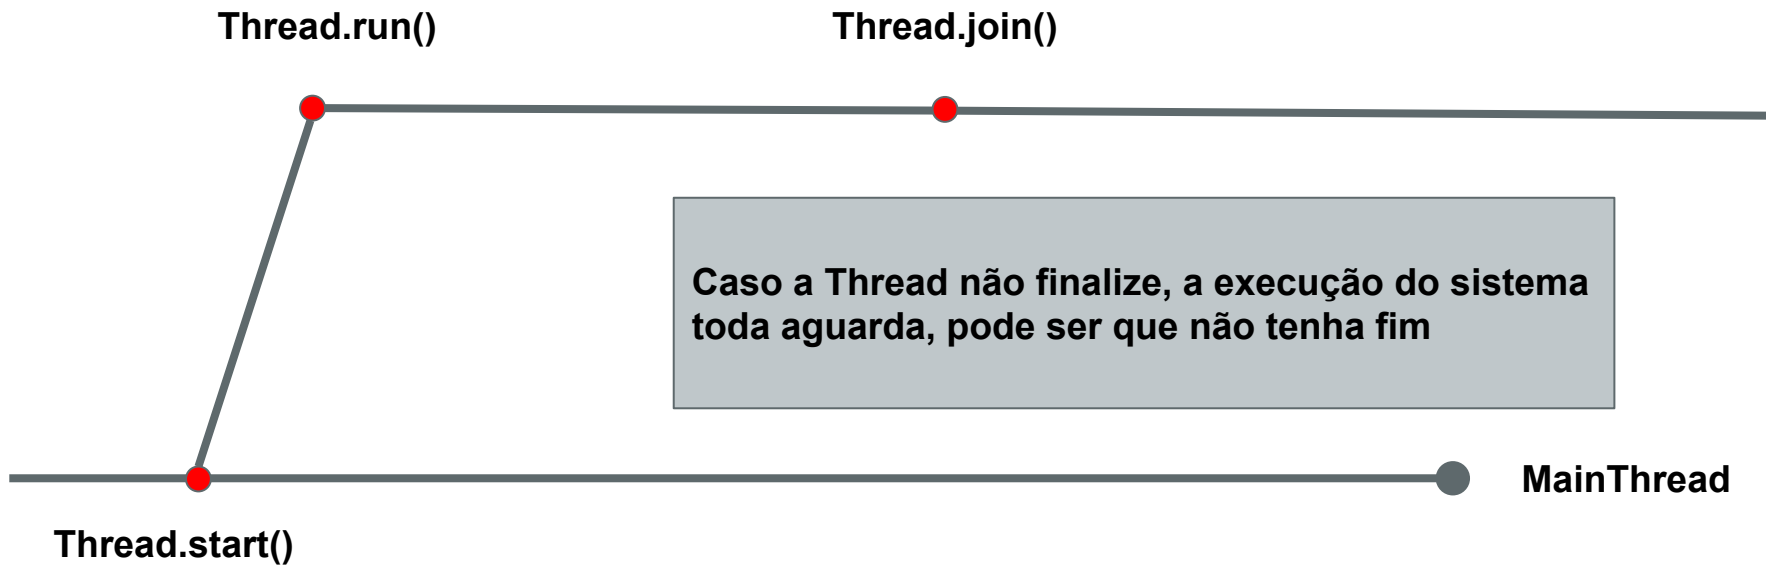 Thread.run()
Thread.join()
Caso a Thread não finalize, a execução do sistema
toda aguarda, pode ser que não tenha fim
MainThread
Thread.start()